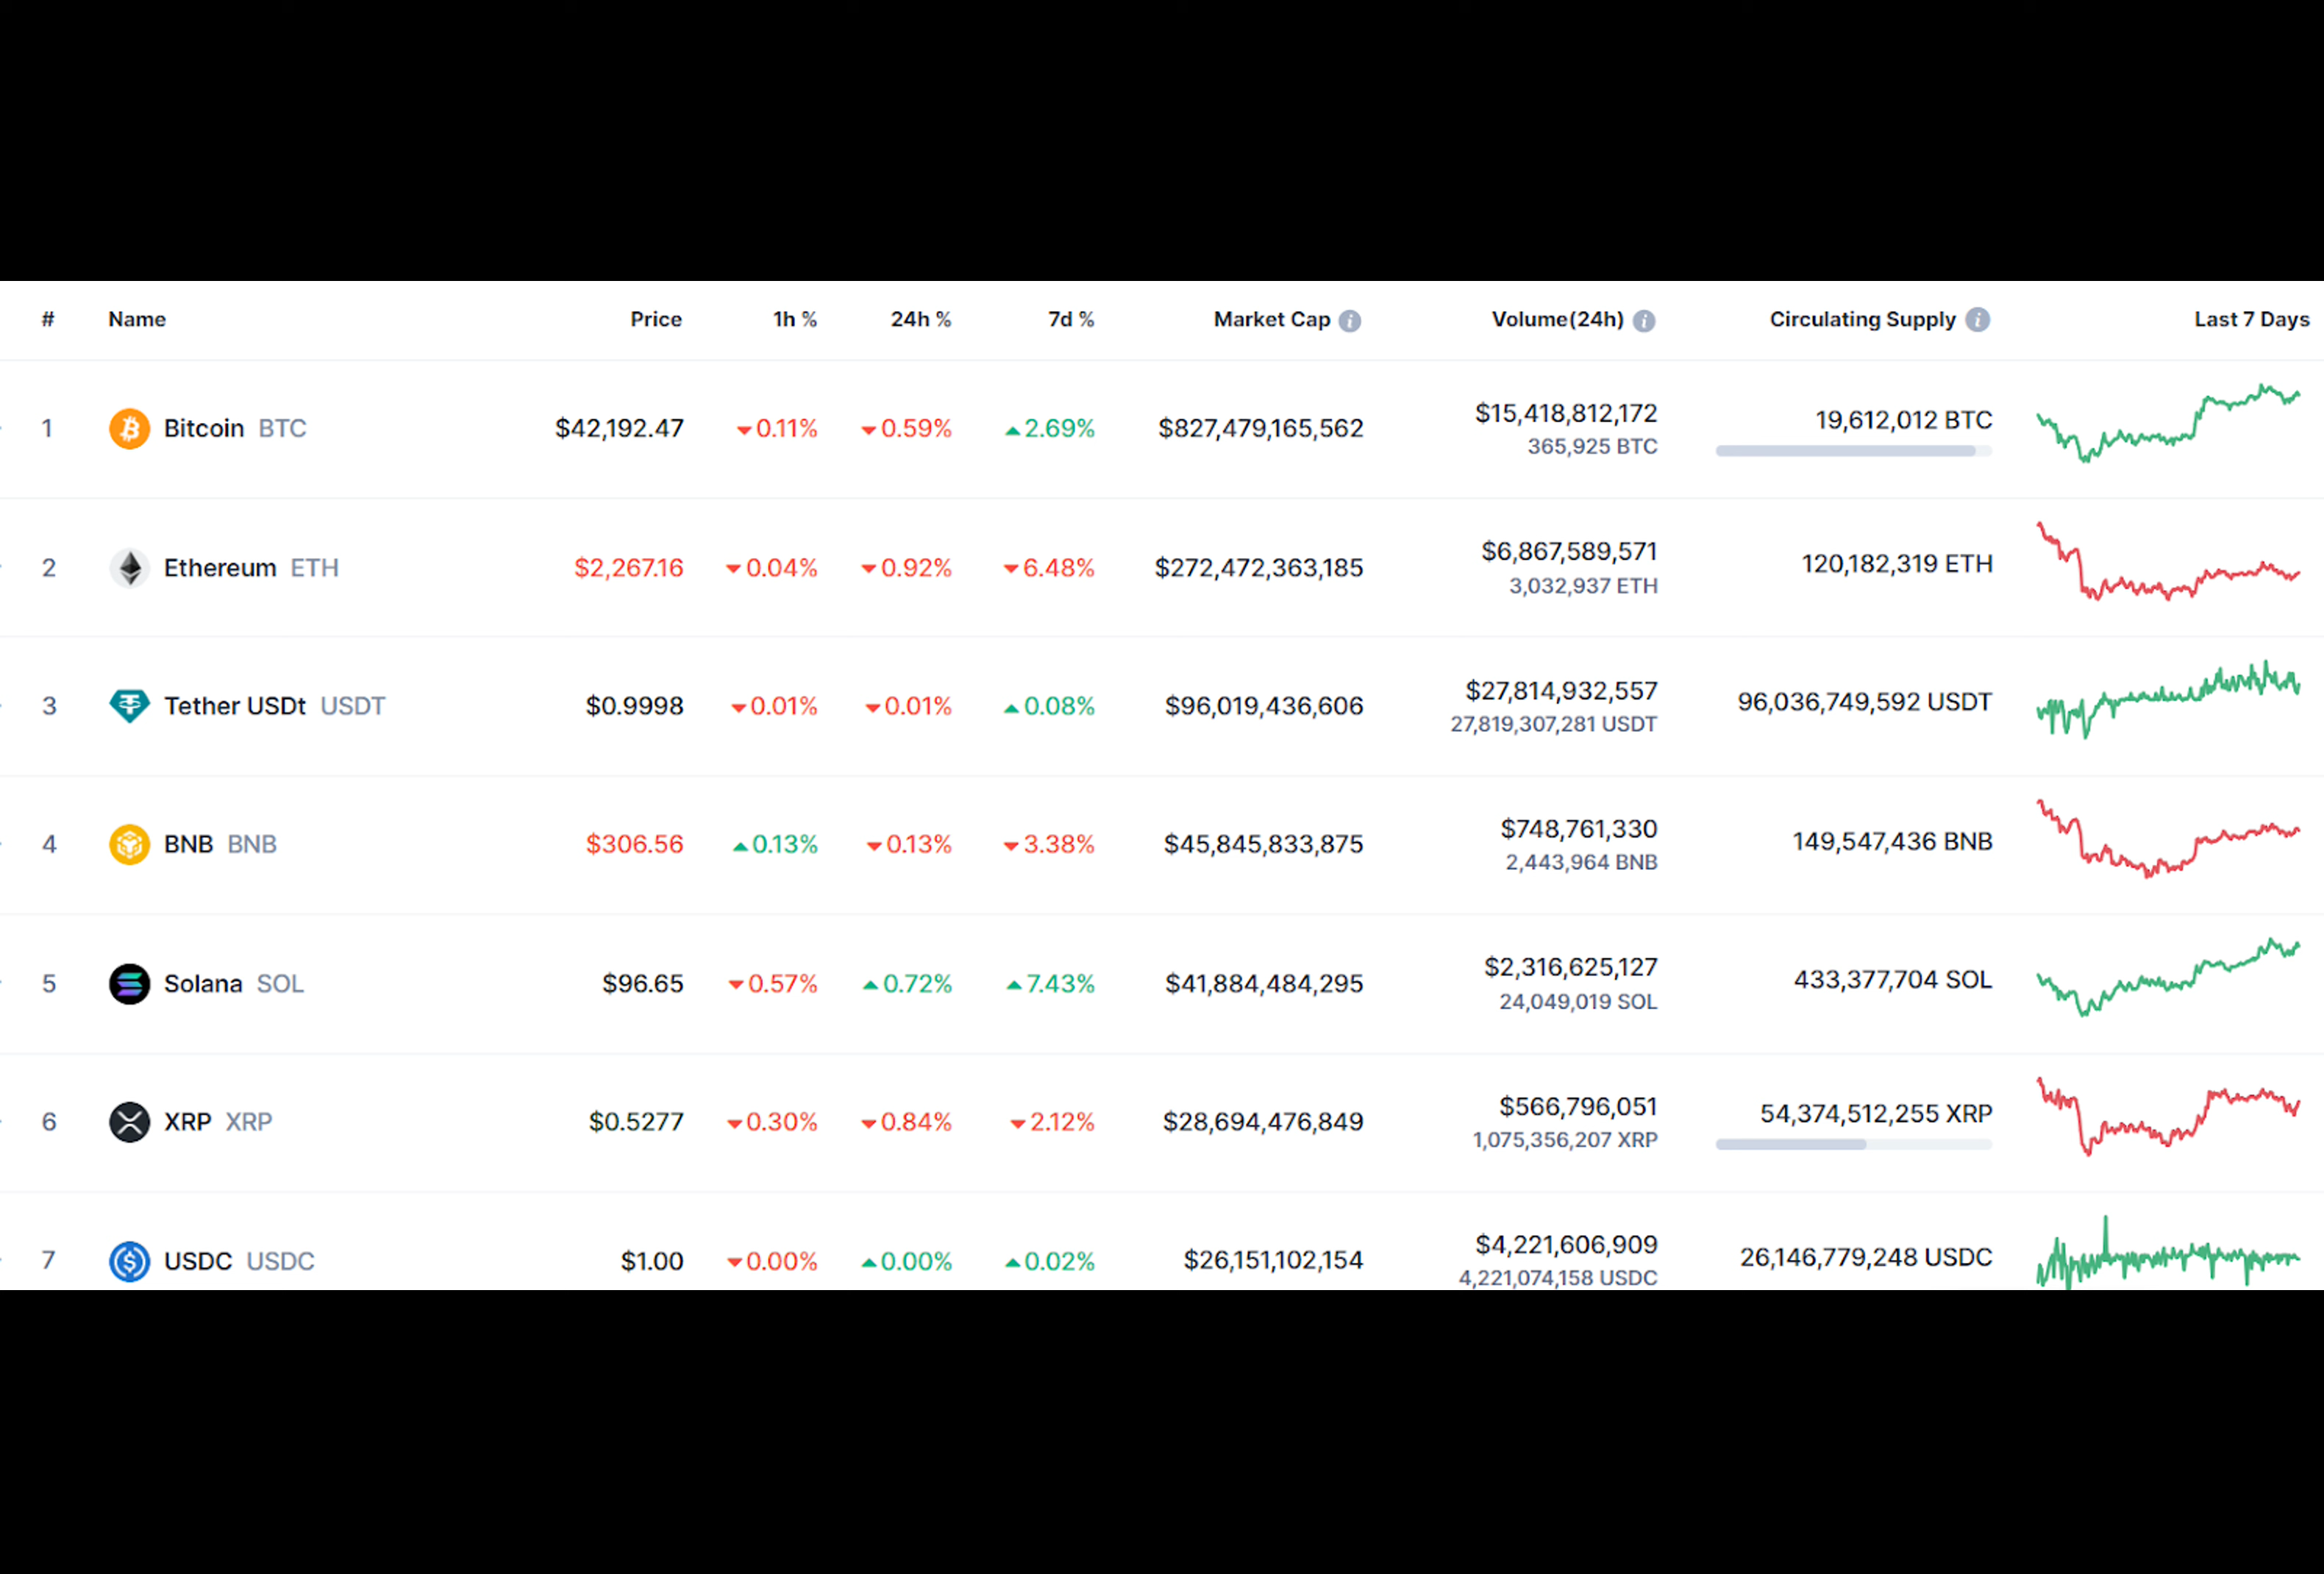 # Name Price 1h % 24h % 7d % Market Cap Volume(24h) Circulating Supply Last 7 Days
1 Bitcoin BTC $42,192.47 0.11% 0.59% 2.69% $827,479,165,562 $15,418,812,172 19,612,012 BTC
365,925 BTC
2 Ethereum ETH $2,267.16 0.04% 0.92% 6.48% $272,472,363,185 $6,867,589,571 120,182,319 ETH
3,032,937 ETH
3 Tether USDt USDT $0.9998 0.01% 0.01% 0.08% $96,019,436,606 $27,814,932,557 96,036,749,592 USDT
27,819,307,281 USDT
4 BNB BNB $306.56 0.13% 0.13% 3.38% $45,845,833,875 $748,761,330 149,547,436 BNB
2,443,964 BNB
5 Solana SOL $96.65 0.57% 0.72% 7.43% $41,884,484,295 $2,316,625,127 433,377,704 SOL
24,049,019 SOL
6 XRP XRP $0.5277 0.30% 0.84% 2.12% $28,694,476,849 $566,796,051 54,374,512,255 XRP
1,075,356,207 XRP
7 USDC USDC $1.00 0.00% 0.00% 0.02% $26,151,102,154 $4,221,606,909 26,146,779,248 USDC
4,221,074,158 USDC